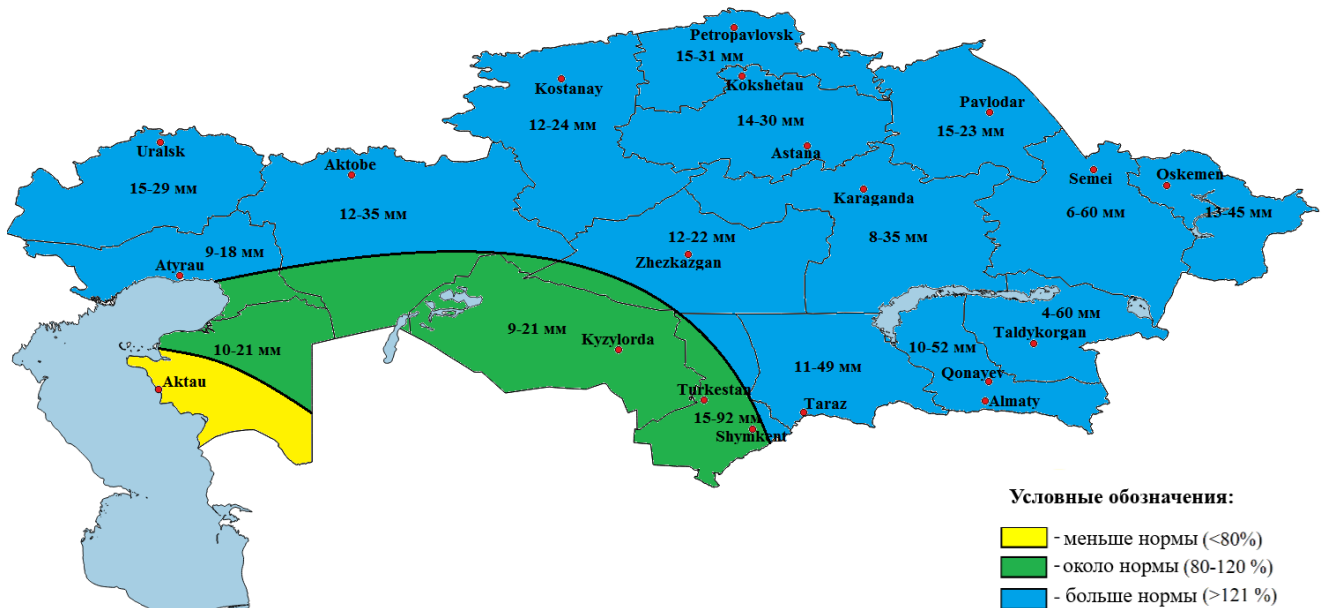 Petropavlovsk
15-31 мм
Kostanay
Kokshetau
Pavlodar
12-24 мм
14-30 мм
15-23 мм
Uralsk
Astana
Aktobe
Semei
Oskemen
15-29 мм
12-35 мм
Karaganda
6-60 мм
13-45 мм
9-18 мм
12-22 мм
8-35 мм
Atyrau
Zhezkazgan
4-60 мм
10-21 мм
9-21 мм
Kyzylorda
Taldykorgan
10-52 мм
11-49 мм
Aktau
Qonayev
Turkestan
Almaty
15-92 мм
Taraz
Shymkent
Условные обозначения:
- меньше нормы (<80%)
- около нормы (80-120 %)
- больше нормы (>121 %)